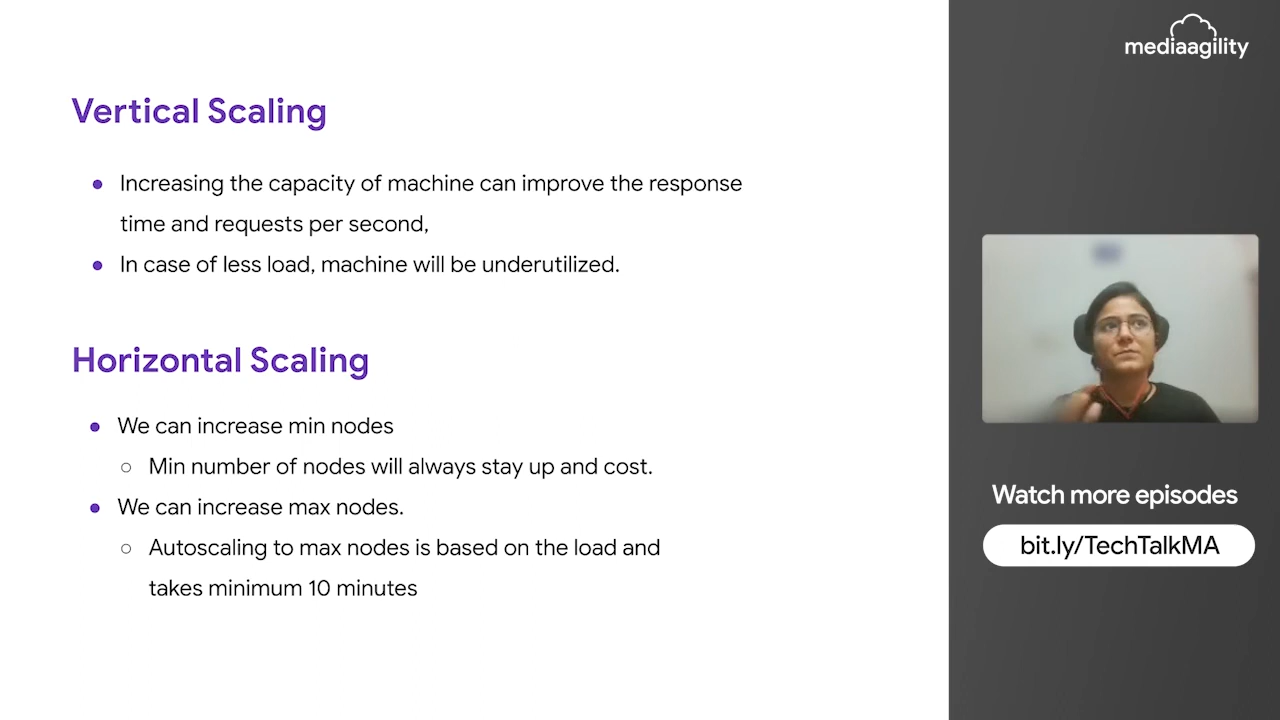 mediaagility
Vertical Scaling
● Increasing the capacity of machine can improve the response
time and requests per second,
● In case of less load, machine will be underutilized.
Horizontal Scaling
● We can increase min nodes
○ Min number of nodes will always stay up and cost.
● We can increase max nodes.
○ Autoscaling to max nodes is based on the load and
takes minimum 10 minutes
Watch more episodes
bit.ly/TechTalkMA